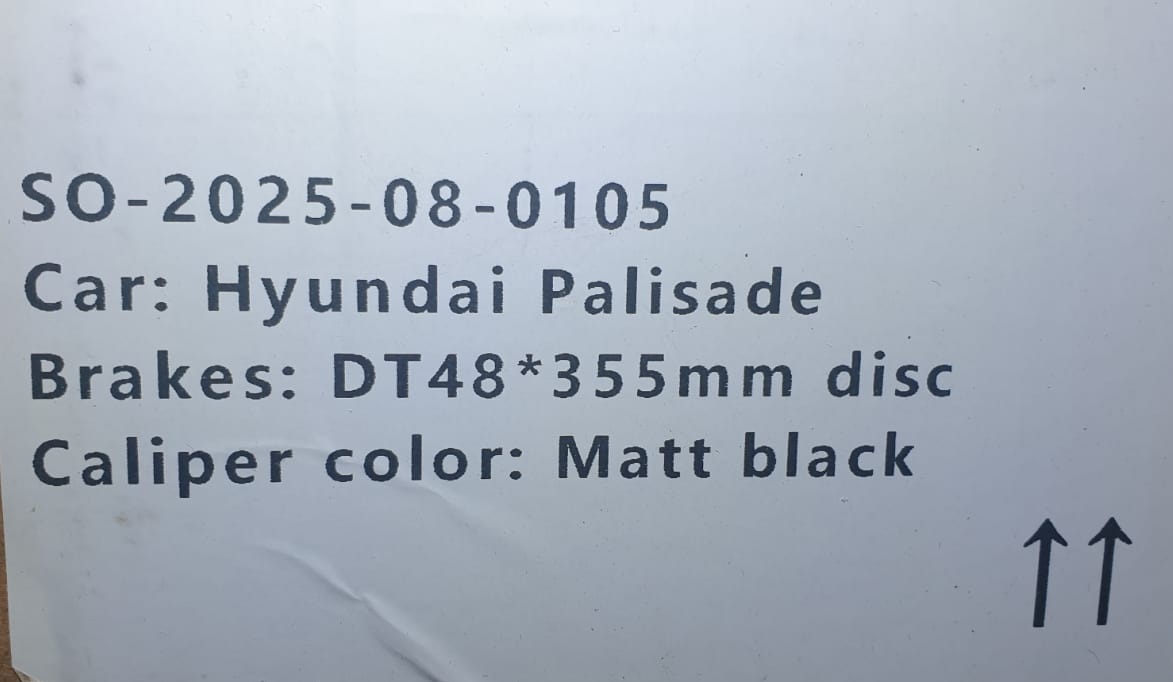 SO-2025-08-0105
Car: Hyundai Palisade
Brakes: DT48*355mm disc
Caliper color: Matt black
↑↑